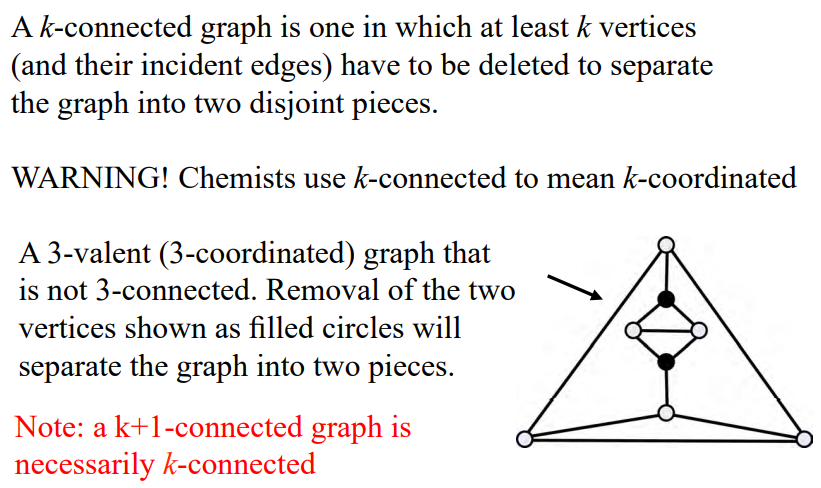 A k-connected graph is one in which at least k vertices
(and their incident edges) have to be deleted to separate
the graph into two disjoint pieces.
WARNING! Chemists use k-connected to mean k-coordinated
A 3-valent (3-coordinated) graph that
is not 3-connected. Removal of the two
vertices shown as filled circles will
separate the graph into two pieces.
Note: a k+1-connected graph is
necessarily k-connected